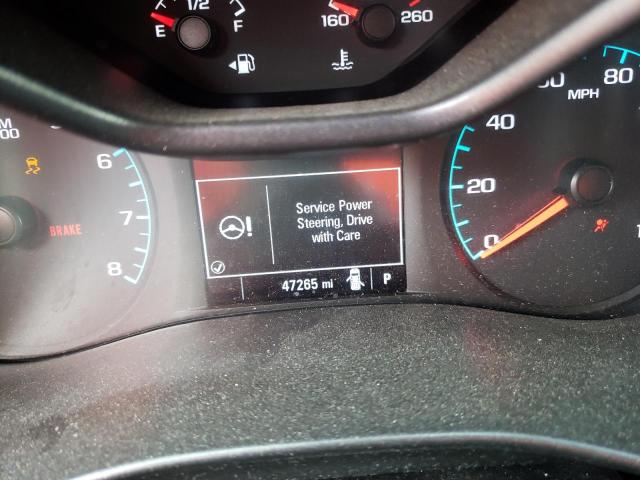 1/2
E
F
160
260
M
00
6
7
8
BRAKE
Service Power
Steering, Drive
with Care
47265 mi
P
0
20
40
80
MPH